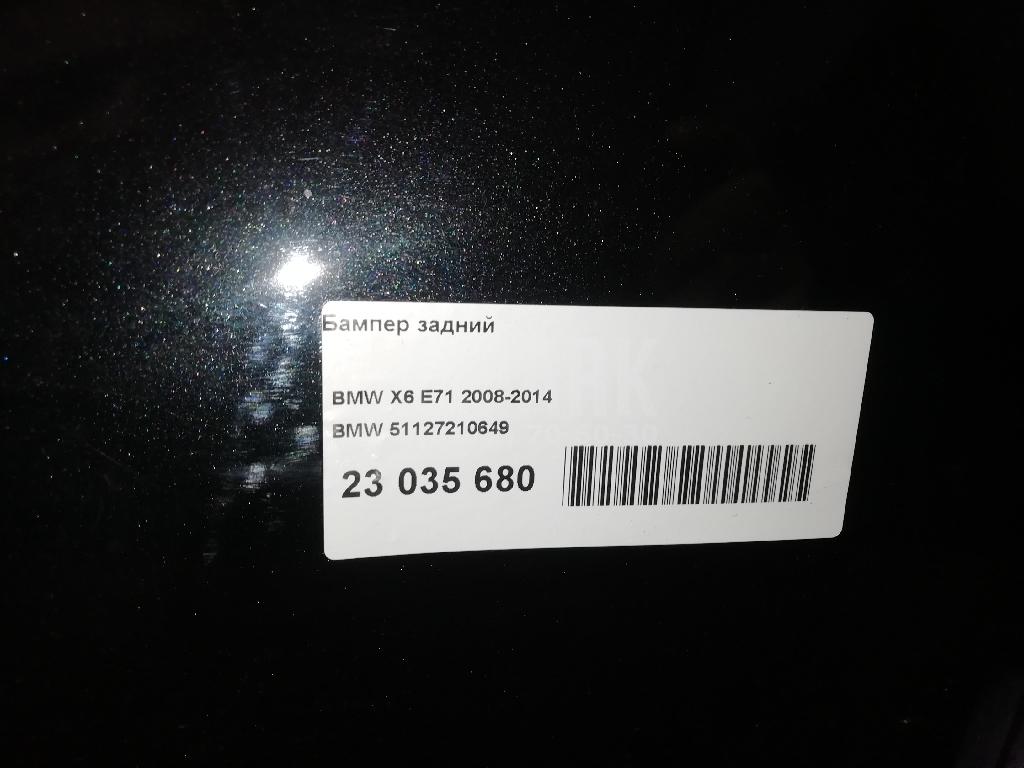 Бампер задний
BMW X6 E71 2008-2014
BMW 51127210649
23 035 680